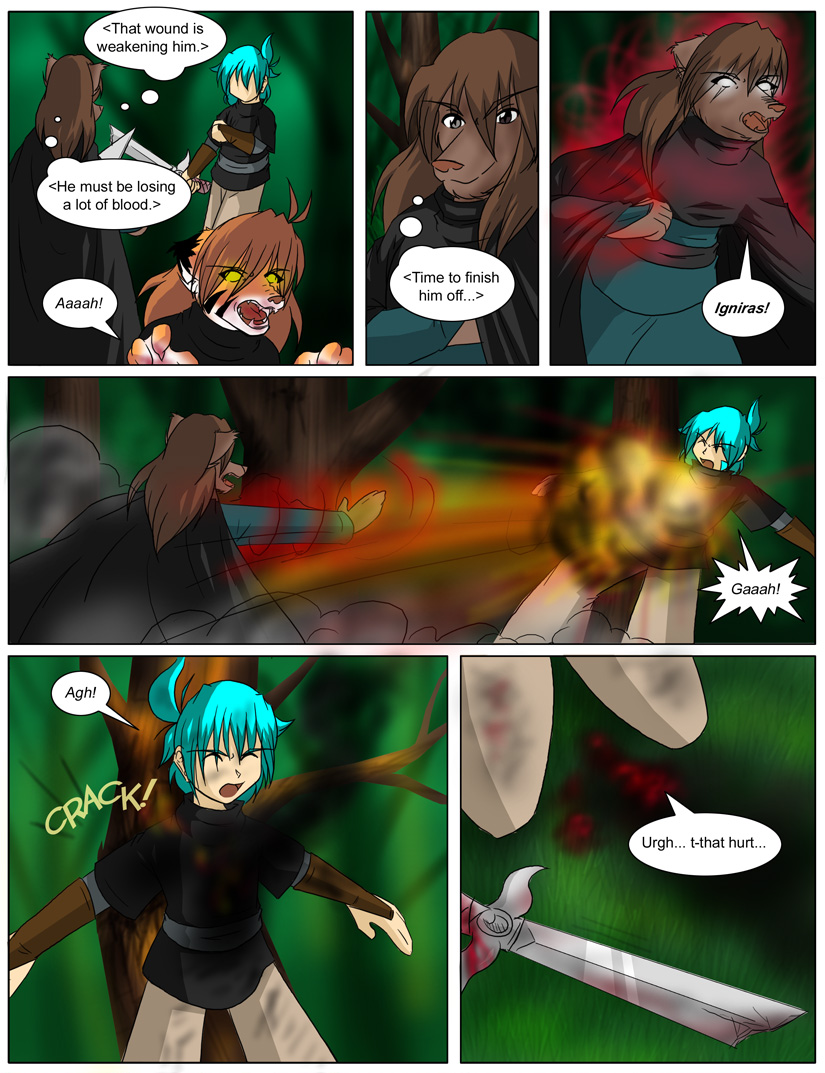 <That wound is
weakening him.>
<He must be losing
a lot of blood.>
Aaaah!
<Time to finish
him off...>
Igniras!
Gaaah!
Agh!
CRACK!
Urgh... t-that hurt...